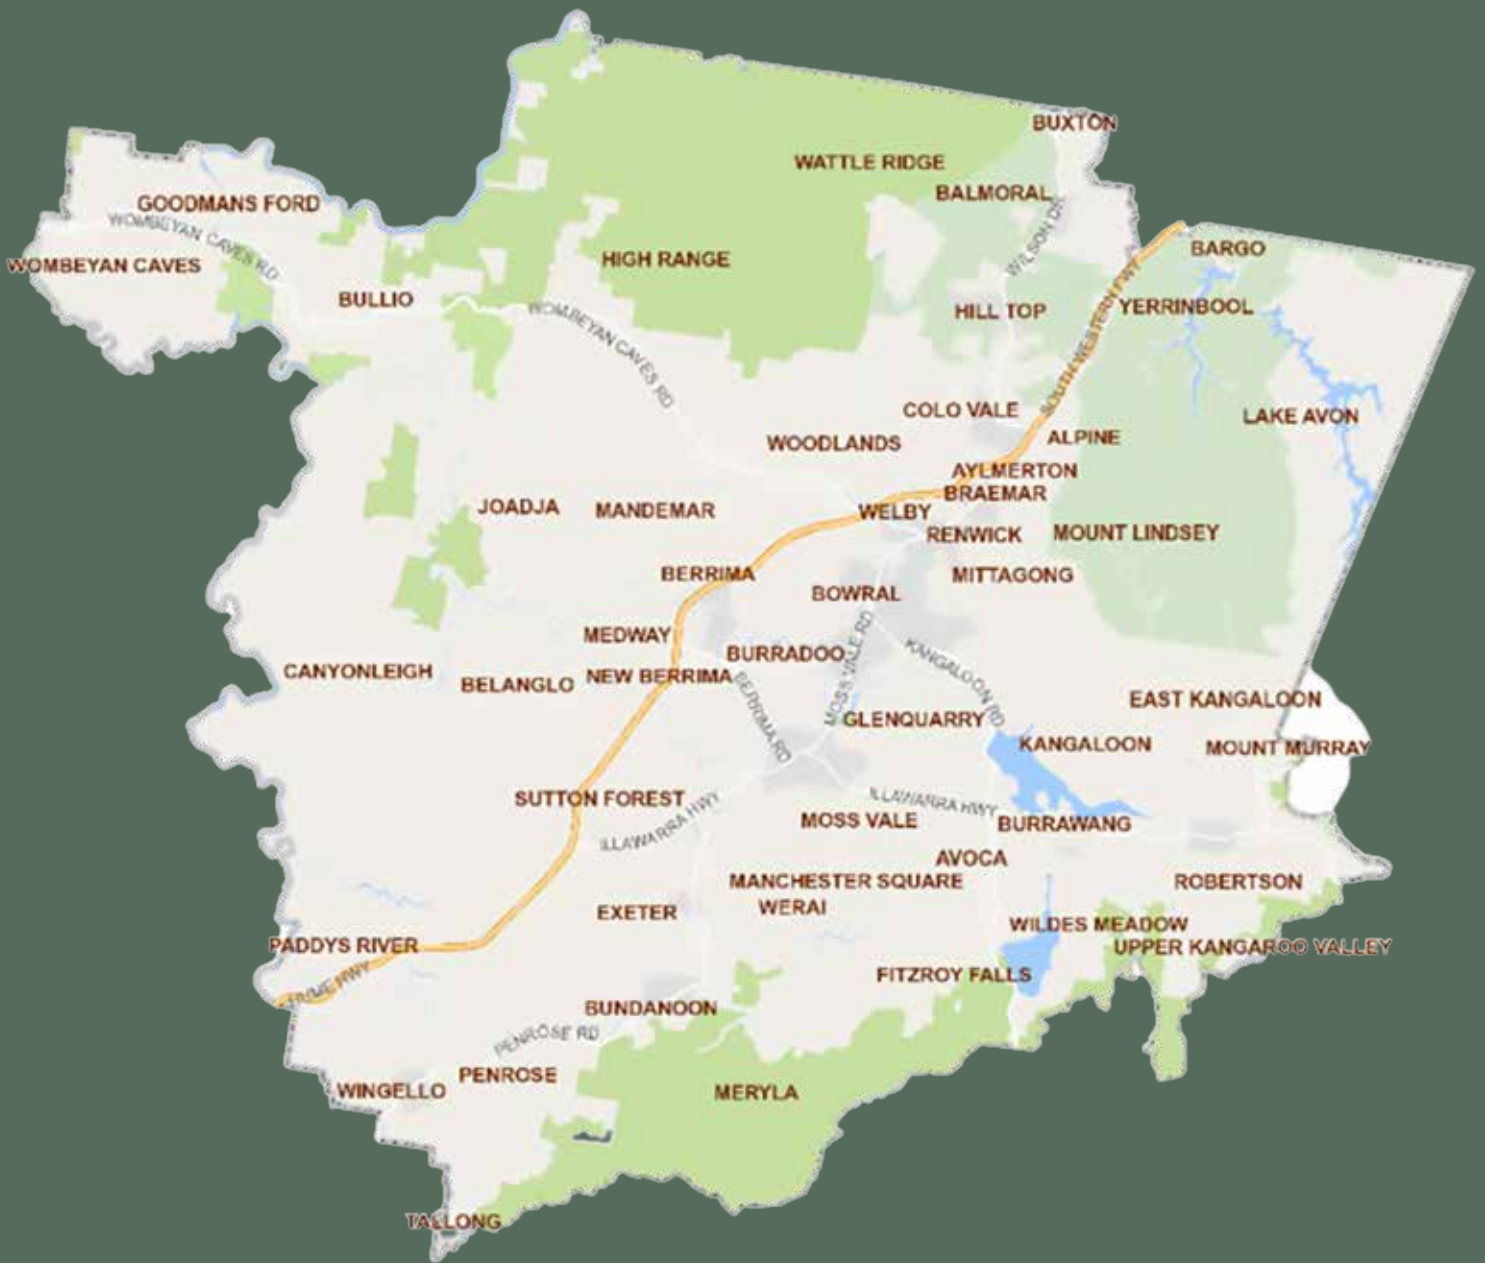 BUXTON
WATTLE RIDGE
BALMORAL
GOODMANS FORD
WOMBEYAN CAVES RD
WILSON DR
BARGO
HIGH RANGE
WOMBEYAN CAVES
BULLIO
YERRINBOOL
HILL TOP
WOMBEYAN CAVES RD
SOUTH WESTERN FWY
COLO VALE
LAKE AVON
ALPINE
WOODLANDS
AYLMERTON
BRAEMAR
JOADJA
MANDEMAR
WELBY
RENWICK
MOUNT LINDSEY
BERRIMA
MITTAGONG
BOWRAL
MEDWAY
BURRADOO
MOSS VALE RD
KANGALOON RD
CANYONLEIGH
NEW BERRIMA
BELANGLO
BERRIMA RD
EAST KANGALOON
GLENQUARRY
KANGALOON
MOUNT MURRAY
SUTTON FOREST
ILLAWARRA HWY
ILLAWARRA HWY
MOSS VALE
BURRAWANG
AVOCA
MANCHESTER SQUARE
ROBERTSON
WERAI
EXETER
WILDES MEADOW
PADDYS RIVER
UPPER KANGAROO VALLEY
FITZROY FALLS
HUME HWY
BUNDANOON
PENROSE RD
PENROSE
WINGELLO
MERYLA
TALLONG